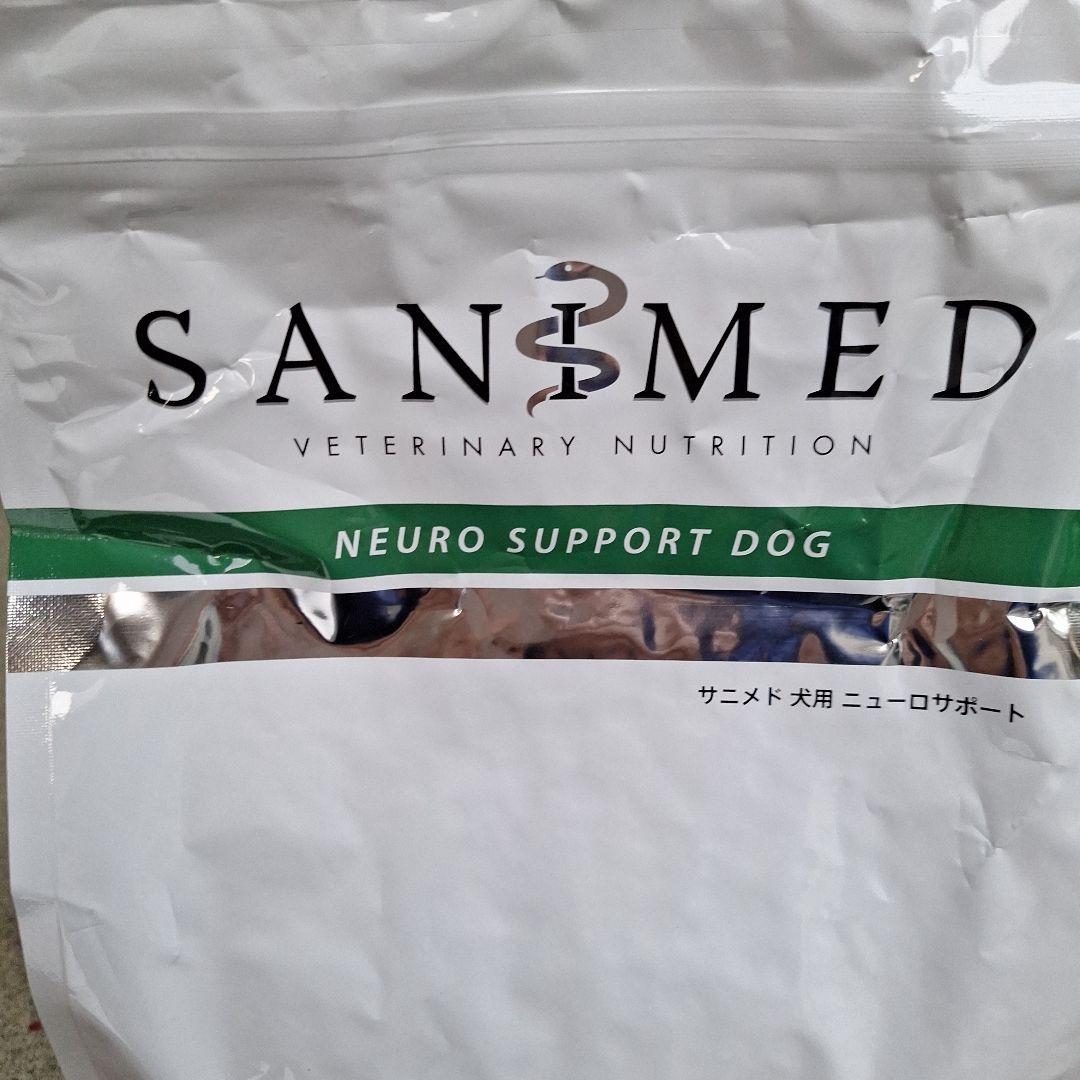 SANIMED
VETERINARY NUTRITION
NEURO SUPPORT DOG
サニメド 犬用 ニューロサポート